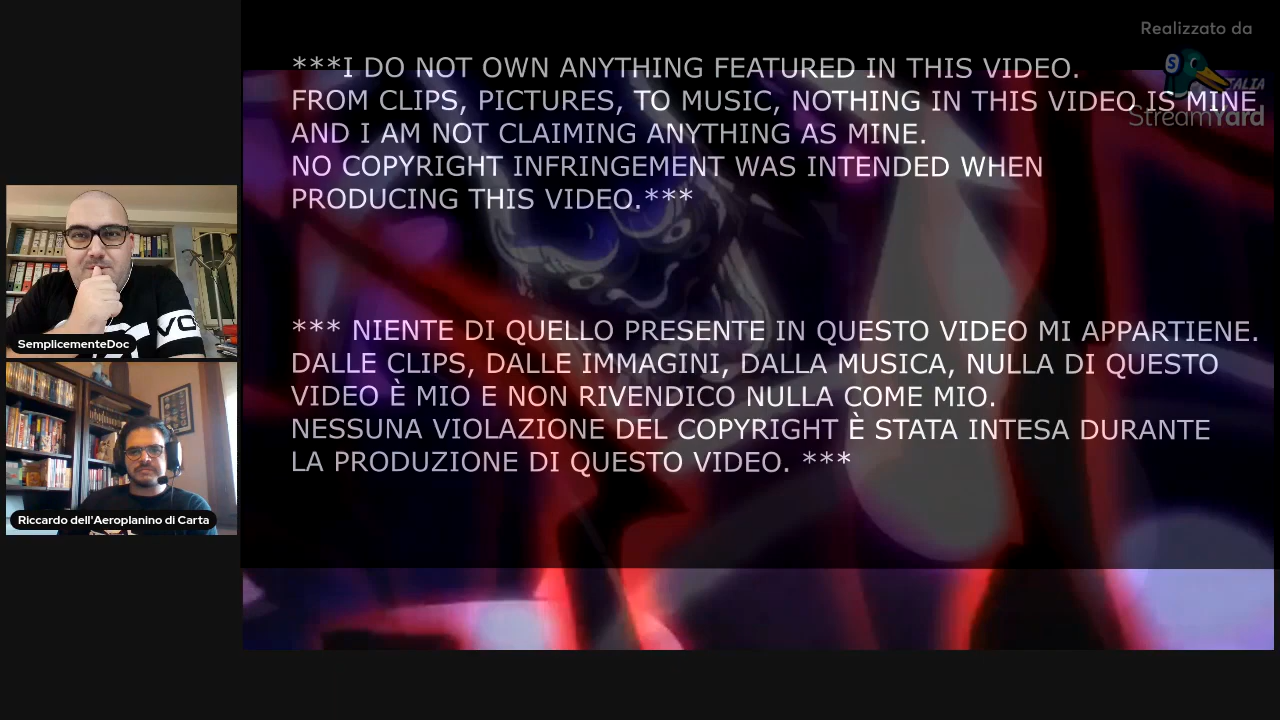 Realizzato da
ITALIA
StreamYard
***I DO NOT OWN ANYTHING FEATURED IN THIS VIDEO.
FROM CLIPS, PICTURES, TO MUSIC, NOTHING IN THIS VIDEO IS MINE
AND I AM NOT CLAIMING ANYTHING AS MINE.
NO COPYRIGHT INFRINGEMENT WAS INTENDED WHEN
PRODUCING THIS VIDEO.***
*** NIENTE DI QUELLO PRESENTE IN QUESTO VIDEO MI APPARTIENE.
DALLE CLIPS, DALLE IMMAGINI, DALLA MUSICA, NULLA DI QUESTO
VIDEO È MIO E NON RIVENDICO NULLA COME MIO.
NESSUNA VIOLAZIONE DEL COPYRIGHT È STATA INTESA DURANTE
LA PRODUZIONE DI QUESTO VIDEO. ***
SemplicementeDoc
Riccardo dell'Aeroplanino di Carta